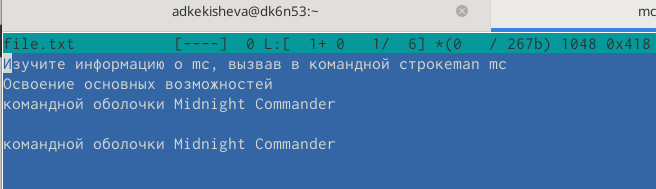 adkekisheva@dk6n53:~
mc
file.txt [----] 0 L:[ 1+ 0 1/ 6] *(0 / 267b) 1048 0x418
Изучите информацию о mc, вызвав в командной строкеman mc
Освоение основных возможностей
командной оболочки Midnight Commander
командной оболочки Midnight Commander